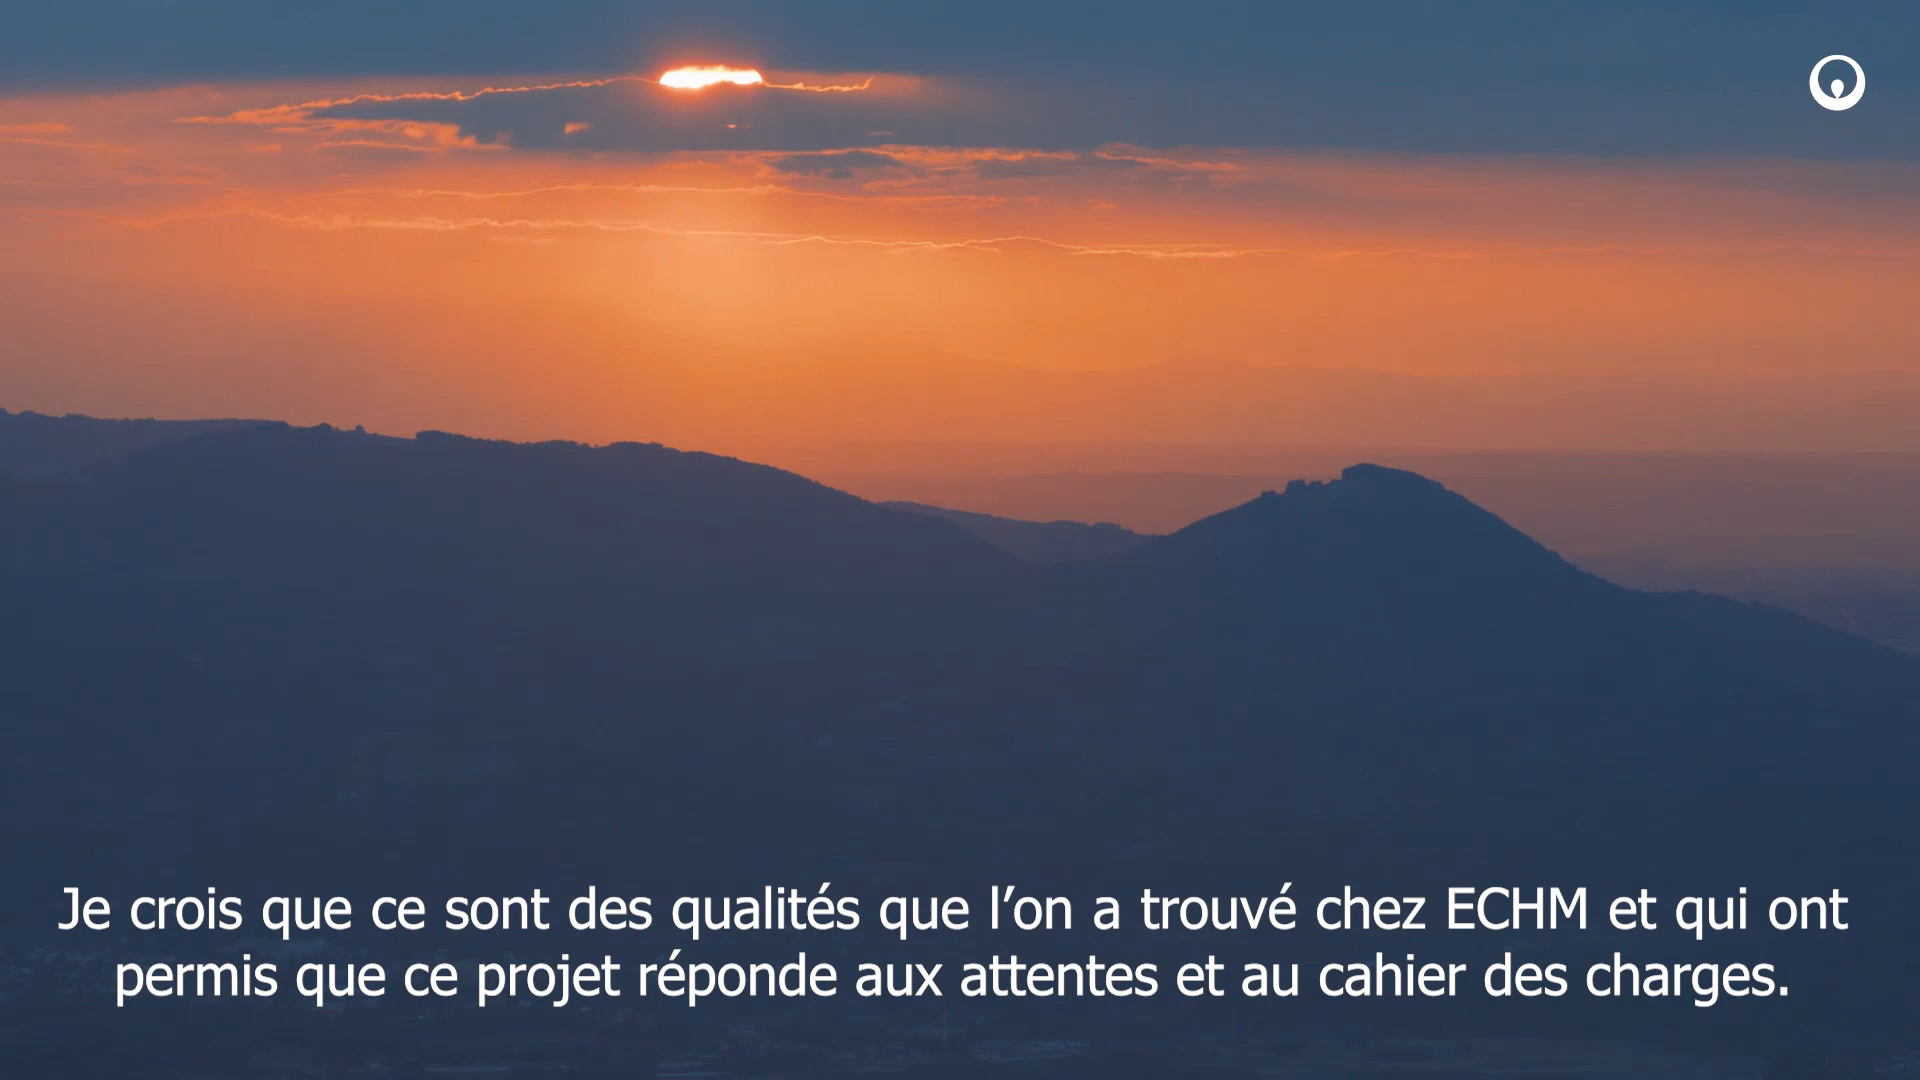 Je crois que ce sont des qualités que l’on a trouvé chez ECHM et qui ont
permis que ce projet réponde aux attentes et au cahier des charges.